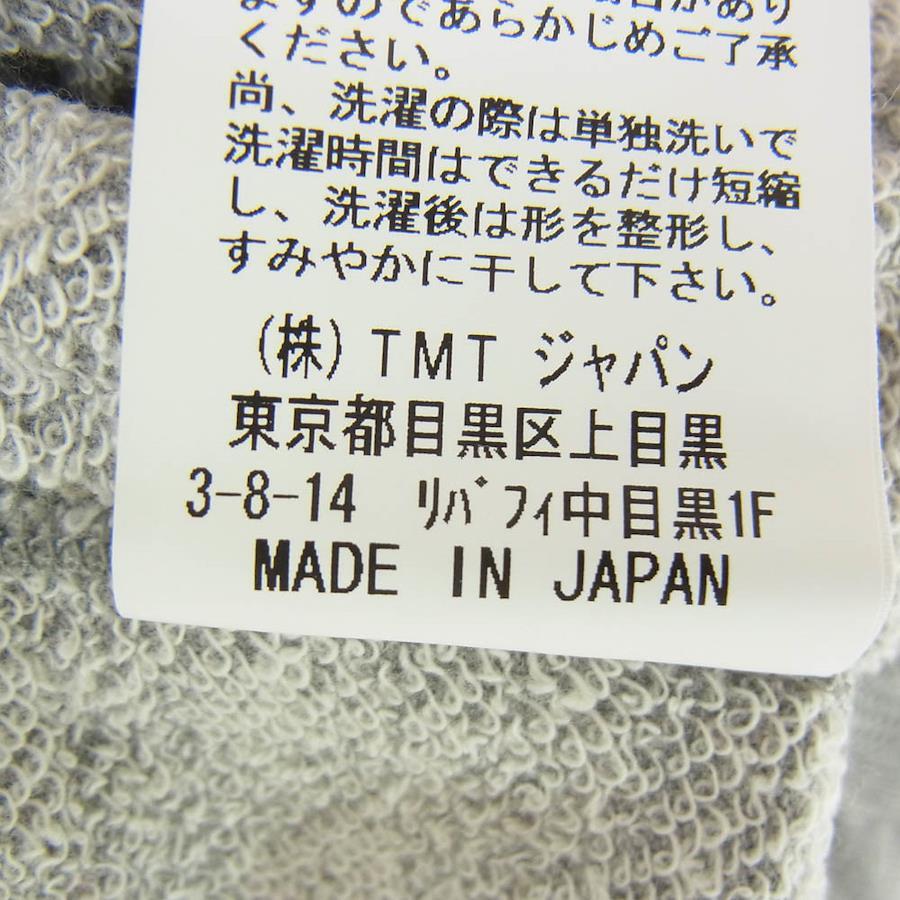 ますのであらかじめご了承
ください。
尚、洗濯の際は単独洗いで
洗濯時間はできるだけ短縮
し、洗濯後は形を整形し、
すみやかに干して下さい。
(株) TMT ジャパン
東京都目黒区上目黒
3-8-14 ﾘﾊﾞﾌｨ中目黒1F
MADE IN JAPAN